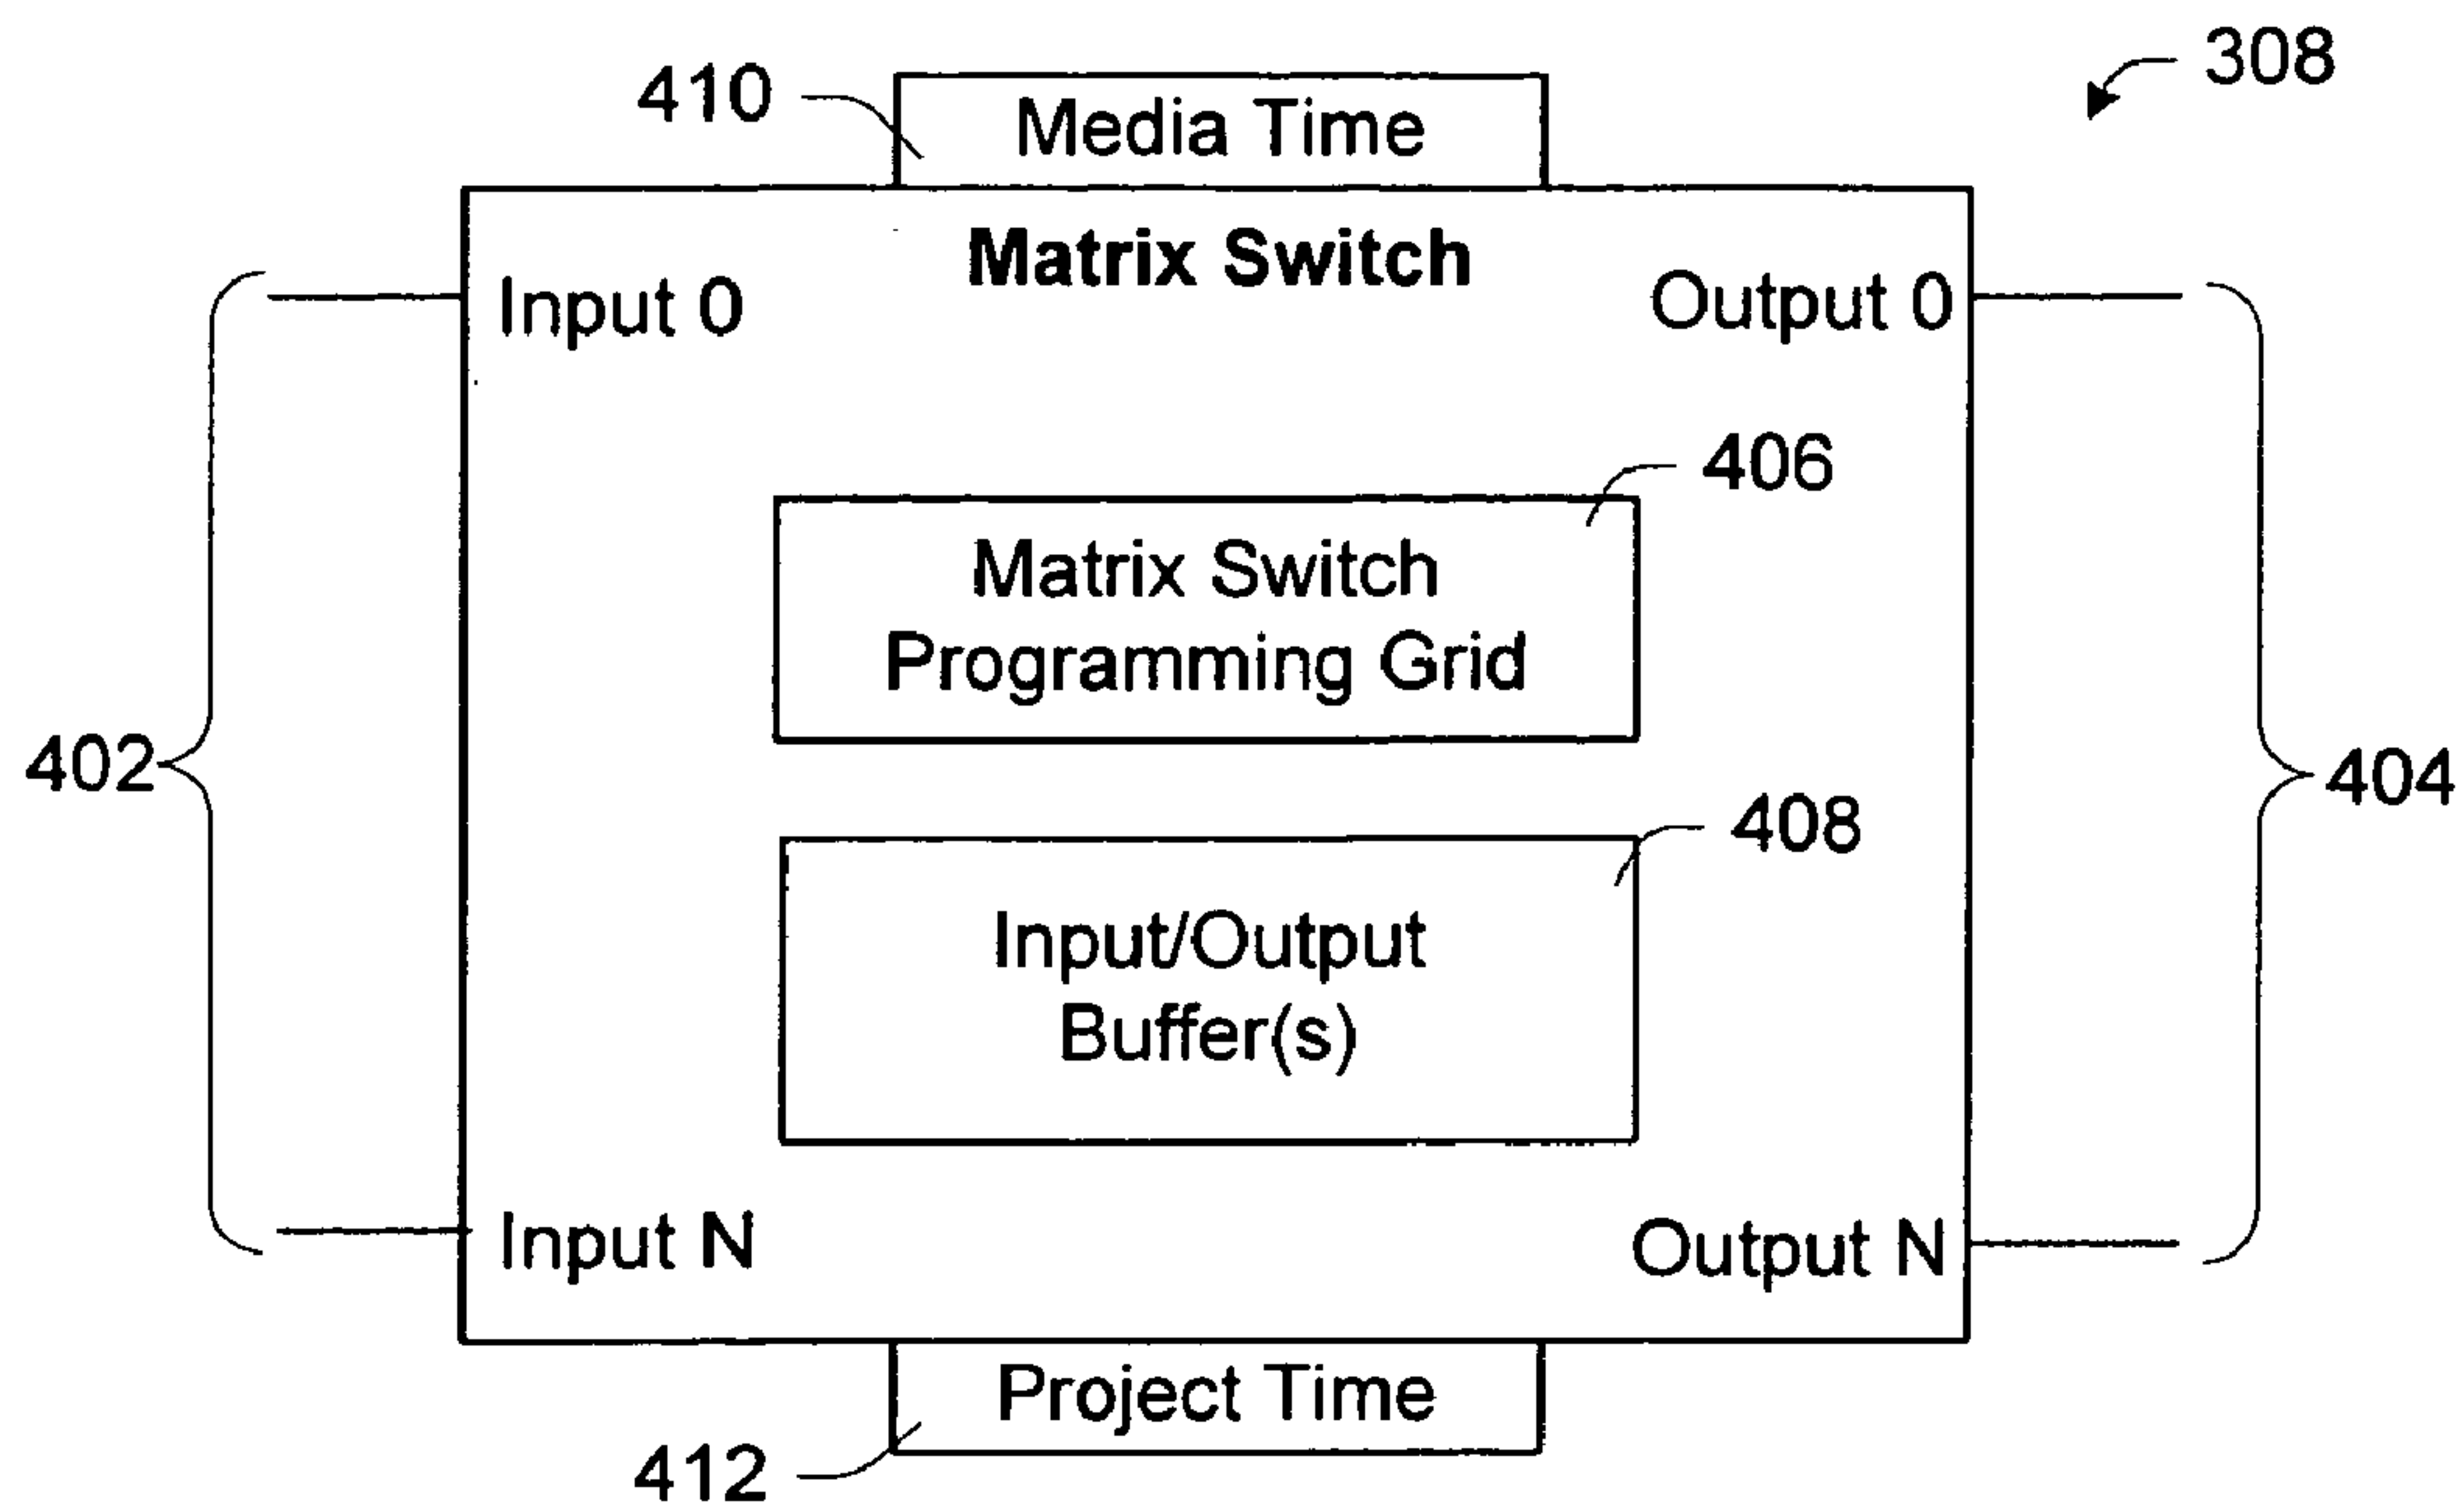 308
410
Media Time
Matrix Switch
Input 0
Output 0
406
Matrix Switch
Programming Grid
402
404
408
Input/Output
Buffer(s)
Input N
Output N
Project Time
412